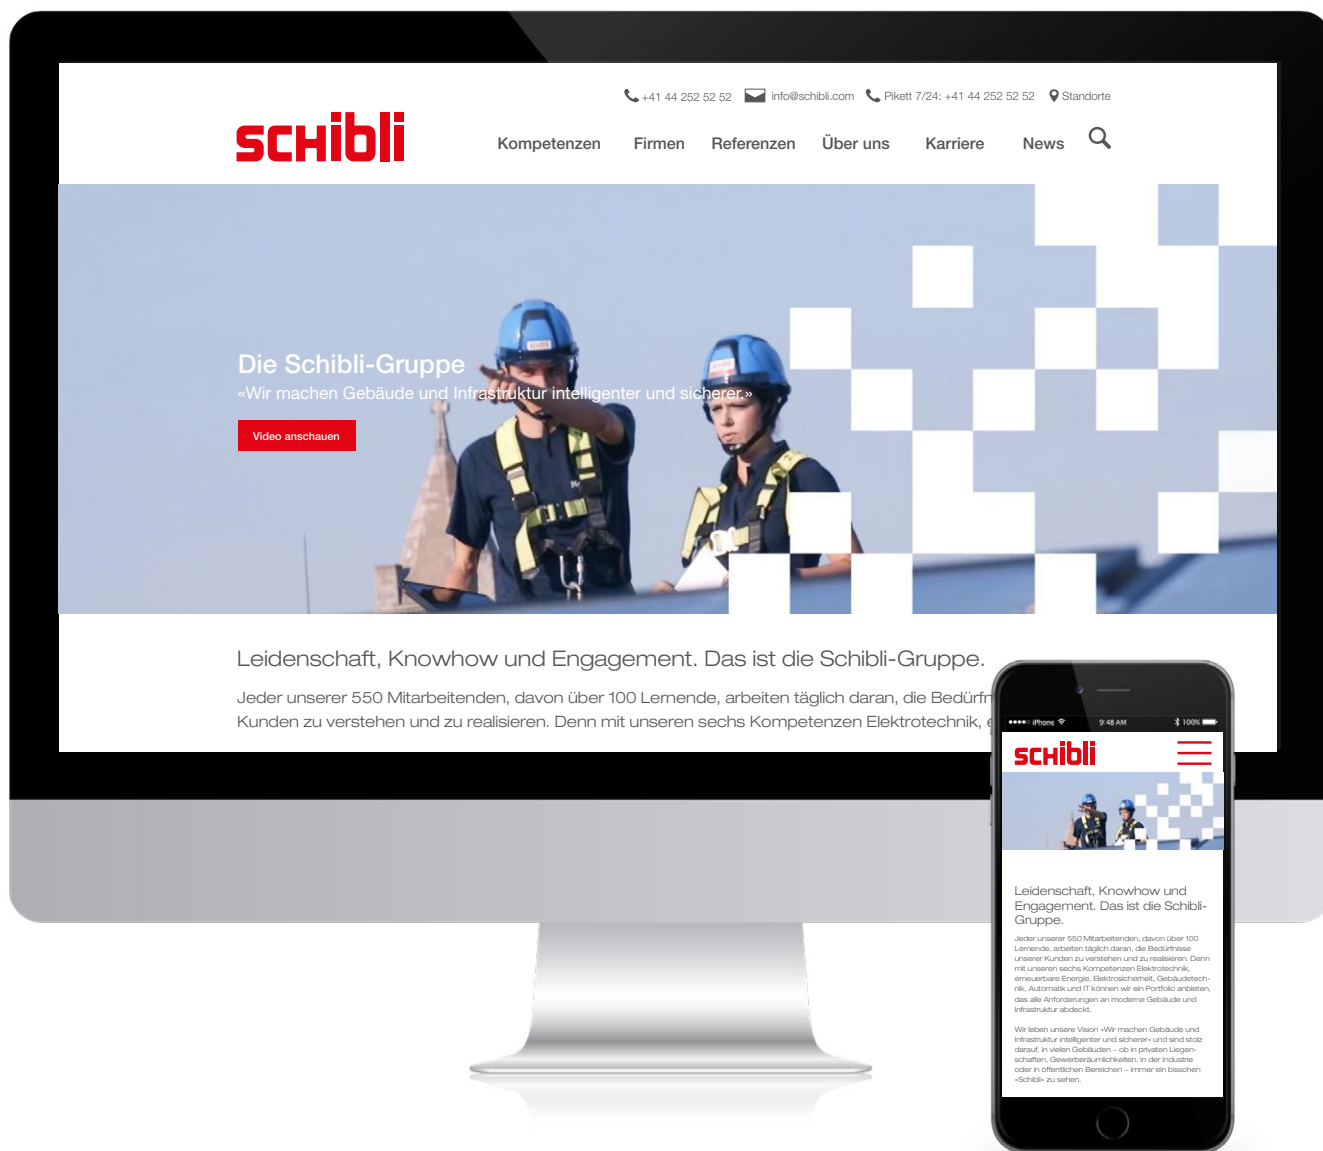 +41 44 252 52 52 info@schibli.com Pikett 7/24: +41 44 252 52 52 Standorte
schibli
Kompetenzen Firmen Referenzen Über uns Karriere News
Die Schibli-Gruppe
«Wir machen Gebäude und Infrastruktur intelligenter und sicherer.»
Video anschauen
Leidenschaft, Knowhow und Engagement. Das ist die Schibli-Gruppe.
Jeder unserer 550 Mitarbeitenden, davon über 100 Lernende, arbeiten täglich daran, die Bedürfn
Kunden zu verstehen und zu realisieren. Denn mit unseren sechs Kompetenzen Elektrotechnik, e
iPhone 9:48 AM 100%
schibli
Leidenschaft, Knowhow und
Engagement. Das ist die Schibli-
Gruppe.
Jeder unserer 550 Mitarbeitenden, davon über 100
Lernende, arbeiten täglich daran, die Bedürfnisse
unserer Kunden zu verstehen und zu realisieren. Denn
mit unseren sechs Kompetenzen Elektrotechnik,
erneuerbare Energie, Elektrosicherheit, Gebäudetech-
nik, Automatik und IT können wir ein Portfolio anbieten,
das alle Anforderungen an moderne Gebäude und
Infrastruktur abdeckt.
Wir leben unsere Vision «Wir machen Gebäude und
Infrastruktur intelligenter und sicherer» und sind stolz
darauf, in vielen Gebäuden – ob in privaten Liegen-
schaften, Gewerberäumlichkeiten, in der Industrie
oder in öffentlichen Bereichen – immer ein bisschen
«Schibli» zu sehen.